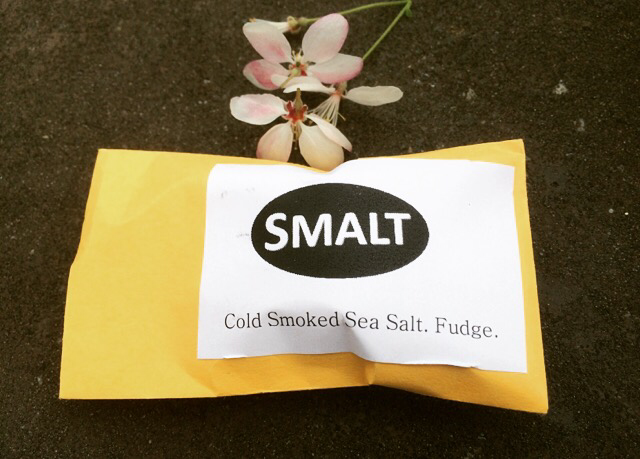 SMALT
Cold Smoked Sea Salt. Fudge.